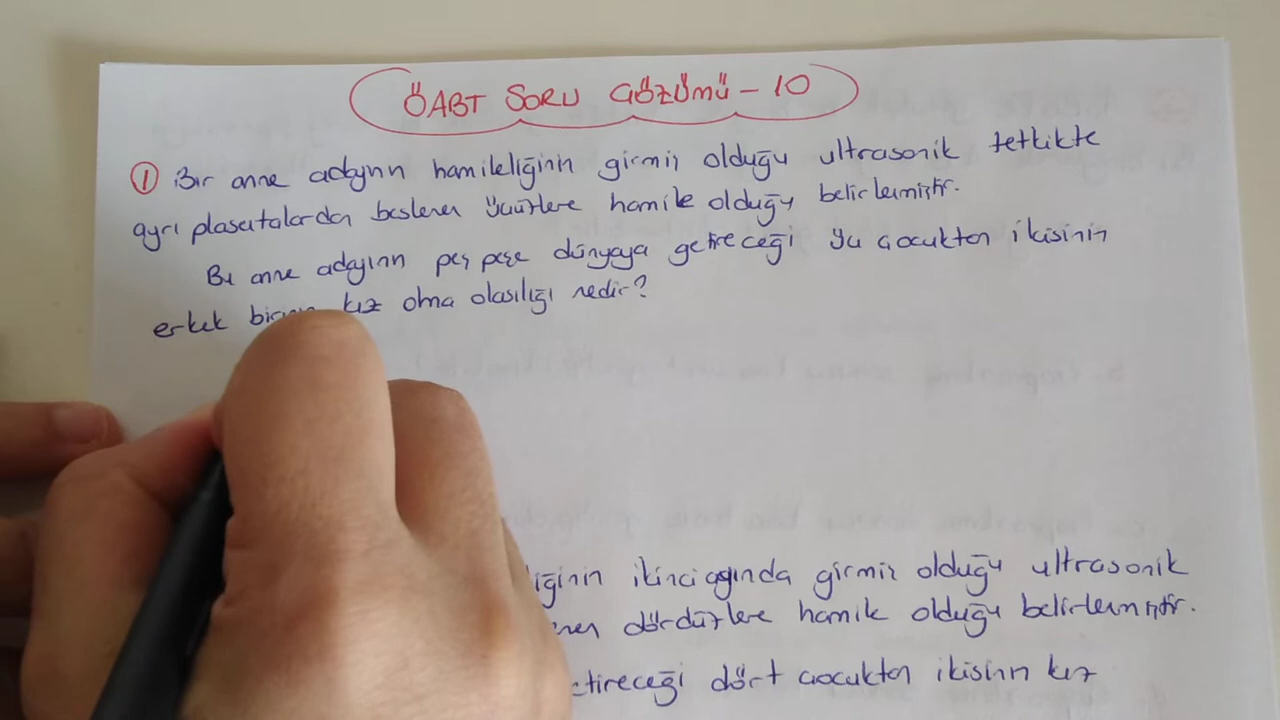 ÖABT SORU ÇÖZÜMÜ - 10
① Bir anne adayının hamileliğinin girmiş olduğu ultrasonik tetkikte
ayrı plasentalardan beslenen üçüzlere hamile olduğu belirlenmiştir.
Bu anne adayının peş peşe dünyaya getireceği üç çocuktan ikisinin
erkek birinin kız olma olasılığı nedir?
ikinci ayında girmiş olduğu ultrasonik
dördüzlere hamile olduğu belirlenmiştir.
dört çocuktan ikisinin kız